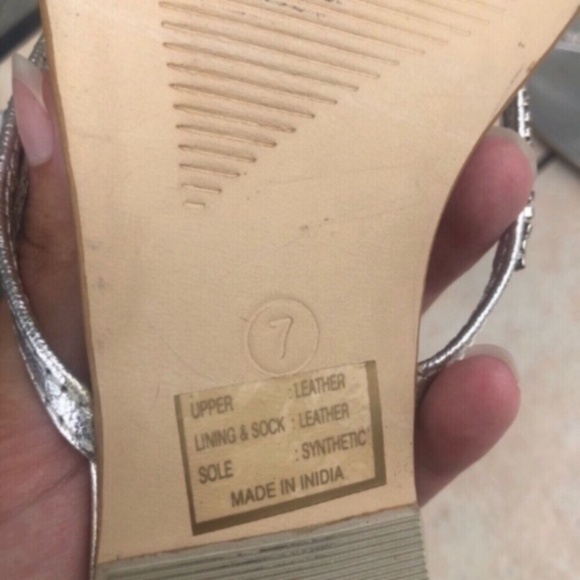 7
UPPER : LEATHER
LINING & SOCK : LEATHER
SOLE : SYNTHETIC
MADE IN INIDIA